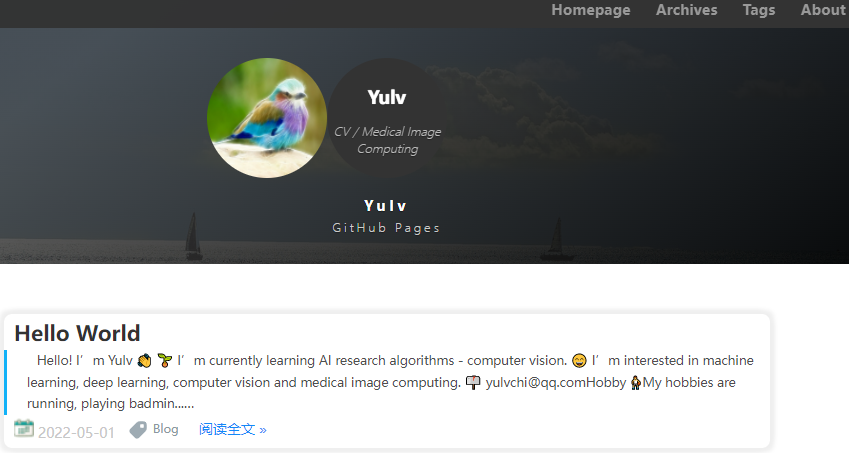 Homepage Archives Tags About
Yulv
CV / Medical Image
Computing
Yulv
GitHub Pages
Hello World
Hello! I’m Yulv 👏 🌱 I’m currently learning AI research algorithms - computer vision. 😄 I’m interested in machine
learning, deep learning, computer vision and medical image computing. 📫 yulvchi@qq.comHobby 👩My hobbies are
running, playing badmin......
2022-05-01 Blog 阅读全文 »